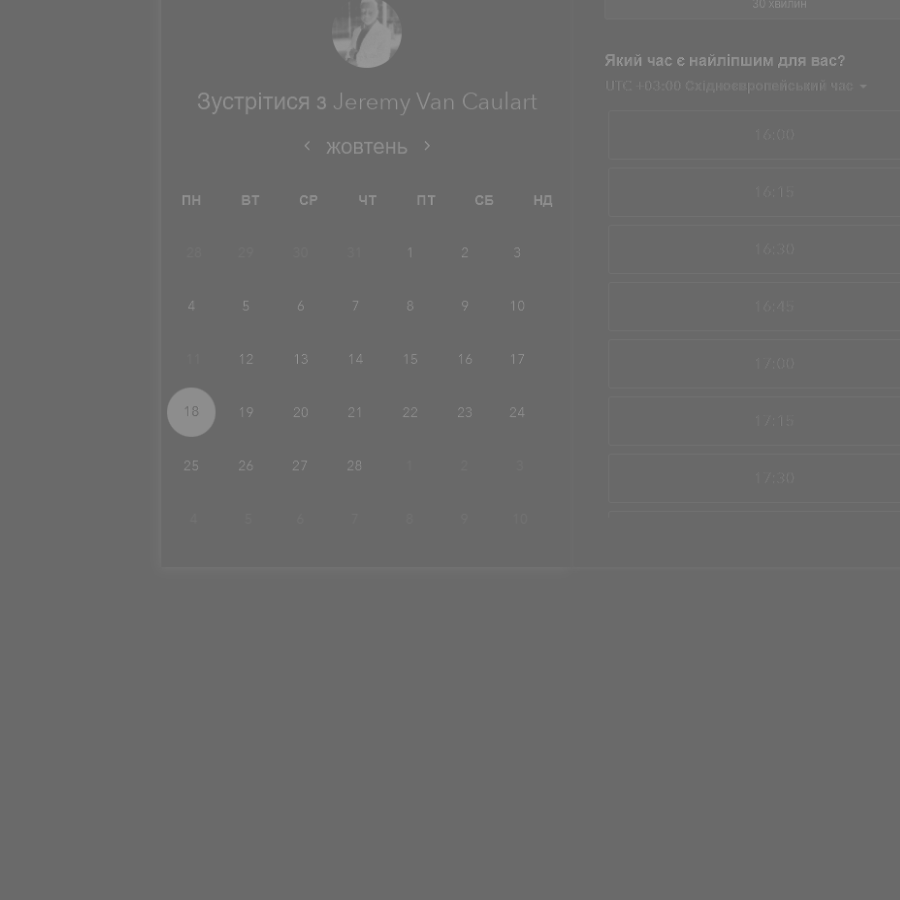 30 хвилин
Зустрітися з Jeremy Van Caulart
жовтень
ПН ВТ СР ЧТ ПТ СБ НД
28 29 30 31 1 2 3
4 5 6 7 8 9 10
11 12 13 14 15 16 17
18 19 20 21 22 23 24
25 26 27 28 1 2 3
4 5 6 7 8 9 10
Який час є найліпшим для вас?
UTC +03:00 Східноєвропейський час
16:00
16:15
16:30
16:45
17:00
17:15
17:30